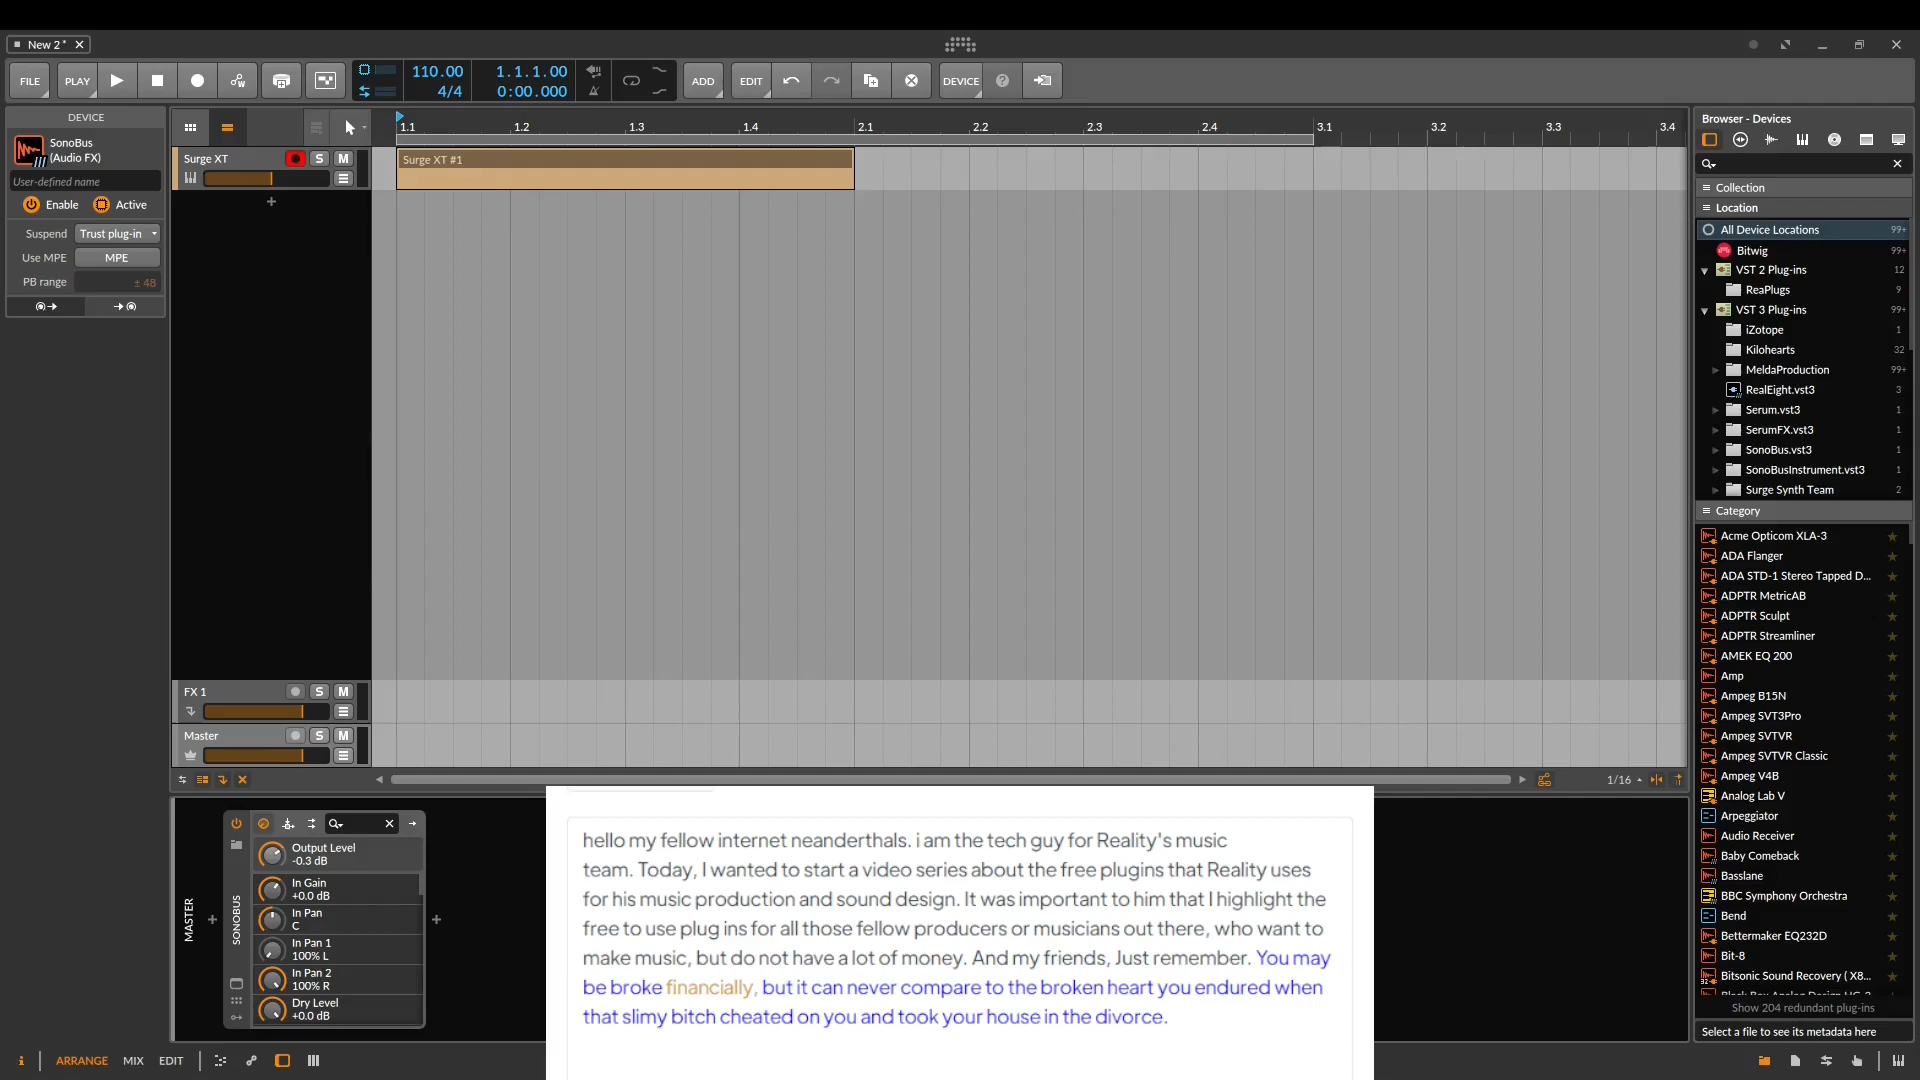 New 2*
FILE
PLAY
110.00
4/4
1.1.1.00
0:00.000
ADD
EDIT
DEVICE
DEVICE
SonoBus
(Audio FX)
User-defined name
Enable
Active
Suspend
Trust plug-in
Use MPE
MPE
PB range
± 48
1.1
1.2
1.3
1.4
2.1
2.2
2.3
2.4
3.1
3.2
3.3
3.4
Surge XT
S
M
Surge XT #1
FX 1
S
M
Master
S
M
1/16
Browser - Devices
Collection
Location
All Device Locations 99+
Bitwig 99+
VST 2 Plug-ins 12
ReaPlugs 9
VST 3 Plug-ins 99+
iZotope 1
Kilohearts 32
MeldaProduction 99+
RealEight.vst3 3
Serum.vst3 1
SerumFX.vst3 1
SonoBus.vst3 1
SonoBusInstrument.vst3 1
Surge Synth Team 2
Category
Acme Opticom XLA-3
ADA Flanger
ADA STD-1 Stereo Tapped D...
ADPTR MetricAB
ADPTR Sculpt
ADPTR Streamliner
AMEK EQ 200
Amp
Ampeg B15N
Ampeg SVT3Pro
Ampeg SVTVR
Ampeg SVTVR Classic
Ampeg V4B
Analog Lab V
Arpeggiator
Audio Receiver
Baby Comeback
Basslane
BBC Symphony Orchestra
Bend
Bettermaker EQ232D
Bit-8
Bitsonic Sound Recovery ( X8...
Show 204 redundant plug-ins
Select a file to see its metadata here
MASTER
SONOBUS
Output Level
-0.3 dB
In Gain
+0.0 dB
In Pan
C
In Pan 1
100% L
In Pan 2
100% R
Dry Level
+0.0 dB
hello my fellow internet neanderthals. i am the tech guy for Reality's music
team. Today, I wanted to start a video series about the free plugins that Reality uses
for his music production and sound design. It was important to him that I highlight the
free to use plug ins for all those fellow producers or musicians out there, who want to
make music, but do not have a lot of money. And my friends, Just remember. You may
be broke financially, but it can never compare to the broken heart you endured when
that slimy bitch cheated on you and took your house in the divorce.
i
ARRANGE
MIX
EDIT